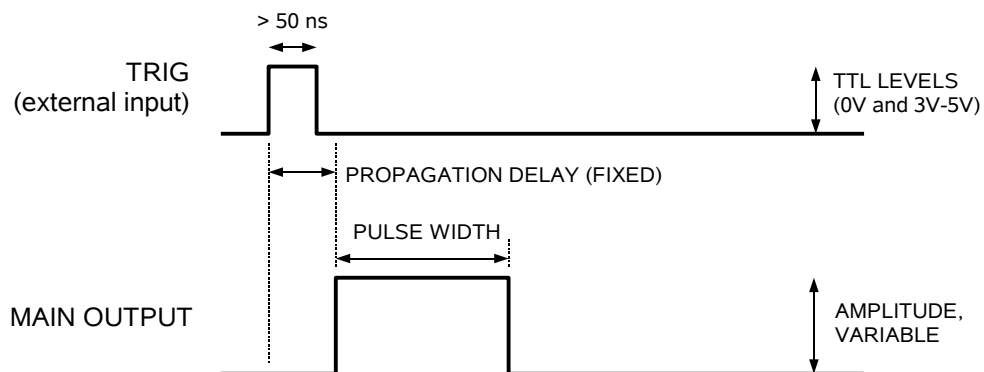 > 50 ns
TRIG
(external input)
TTL LEVELS
(0V and 3V-5V)
PROPAGATION DELAY (FIXED)
PULSE WIDTH
MAIN OUTPUT
AMPLITUDE,
VARIABLE